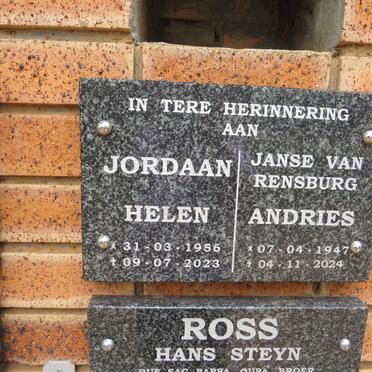 IN TERE HERINNERING
AAN
JORDAAN
HELEN
* 31-03-1956
† 09-07-2023
JANSE VAN
RENSBURG
ANDRIES
* 07-04-1947
† 04-11-2024
ROSS
HANS STEYN